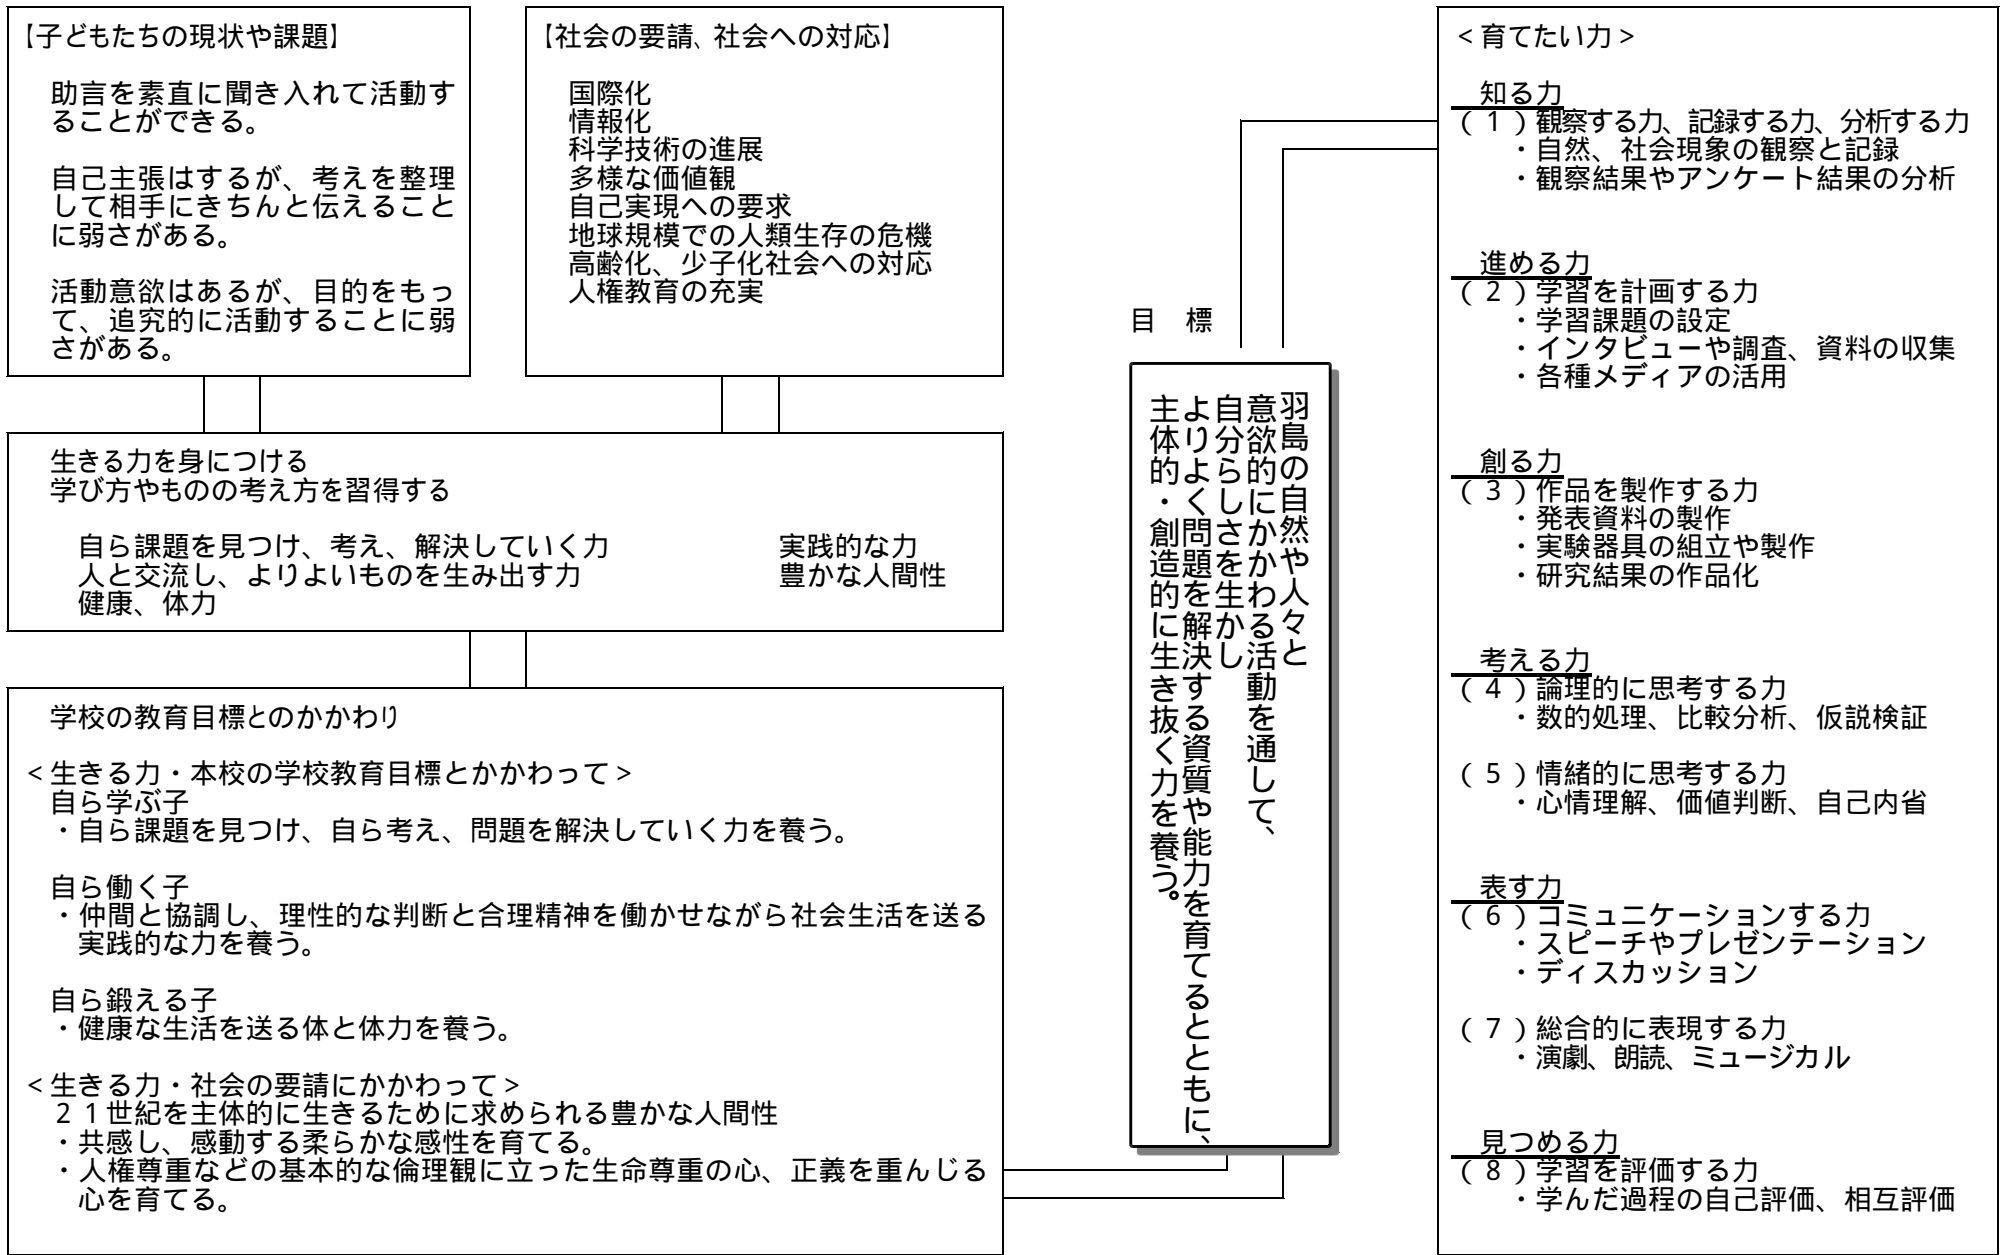 【子どもたちの現状や課題】
助言を素直に聞き入れて活動す
ることができる。
自己主張はするが、考えを整理
して相手にきちんと伝えること
に弱さがある。
活動意欲はあるが、目的をもっ
て、追究的に活動することに弱
さがある。
【社会の要請、社会への対応】
国際化
情報化
科学技術の進展
多様な価値観
自己実現への要求
地球規模での人類生存の危機
高齢化、少子化社会への対応
人権教育の充実
生きる力を身につける
学び方やものの考え方を習得する
自ら課題を見つけ、考え、解決していく力　実践的な力
人と交流し、よりよいものを生み出す力　豊かな人間性
健康、体力
学校の教育目標とのかかわり
<生きる力・本校の学校教育目標とかかわって>
自ら学ぶ子
・自ら課題を見つけ、自ら考え、問題を解決していく力を養う。
自ら働く子
・仲間と協調し、理性的な判断と合理精神を働かせながら社会生活を送る
実践的な力を養う。
自ら鍛える子
・健康な生活を送る体と体力を養う。
<生きる力・社会の要請にかかわって>
２１世紀を主体的に生きるために求められる豊かな人間性
・共感し、感動する柔らかな感性を育てる。
・人権尊重などの基本的な倫理観に立った生命尊重の心、正義を重んじる
心を育てる。
目　標
羽島の自然や人々と
意欲的にかかわる活動を通して、
自分らしさを生かし
よりよく問題を解決する資質や能力を育てるとともに、
主体的・創造的に生き抜く力を養う。
<育てたい力>
知る力
（１）観察する力、記録する力、分析する力
・自然、社会現象の観察と記録
・観察結果やアンケート結果の分析
進める力
（２）学習を計画する力
・学習課題の設定
・インタビューや調査、資料の収集
・各種メディアの活用
創る力
（３）作品を製作する力
・発表資料の製作
・実験器具の組立や製作
・研究結果の作品化
考える力
（４）論理的に思考する力
・数的処理、比較分析、仮説検証
（５）情緒的に思考する力
・心情理解、価値判断、自己内省
表す力
（６）コミュニケーションする力
・スピーチやプレゼンテーション
・ディスカッション
（７）総合的に表現する力
・演劇、朗読、ミュージカル
見つめる力
（８）学習を評価する力
・学んだ過程の自己評価、相互評価